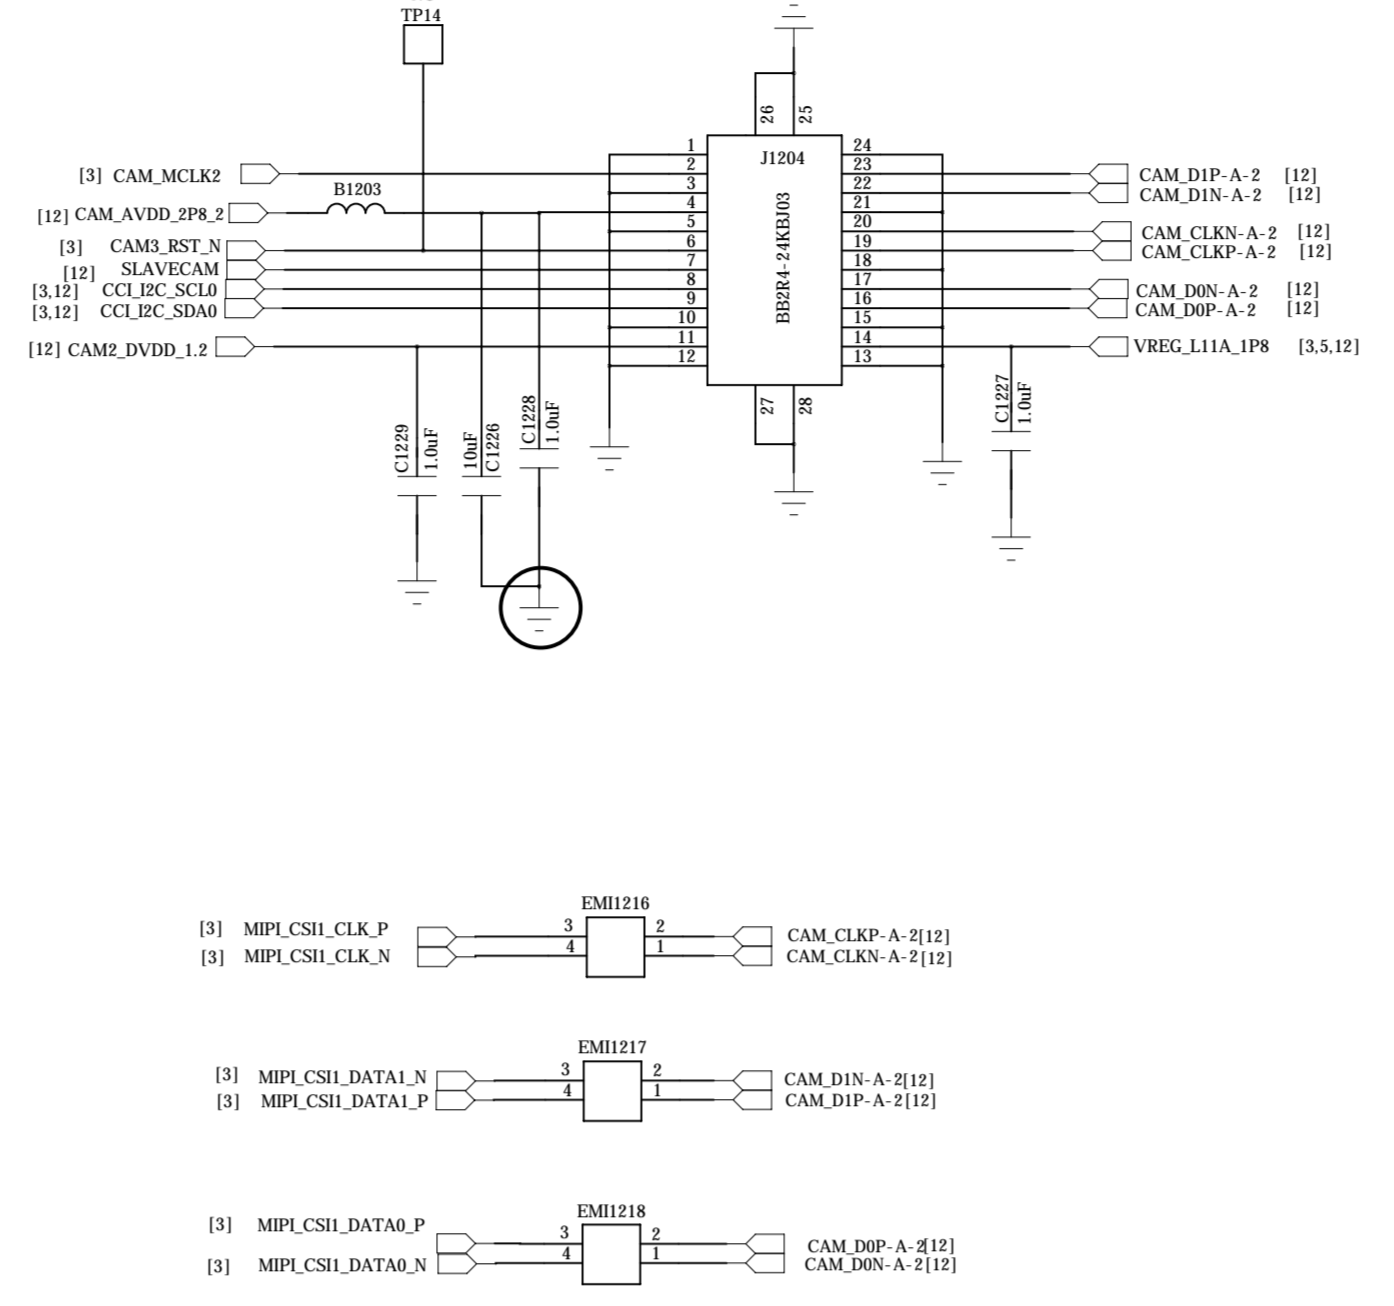 TP14
26
25
1
J1204
24
2
23
[3] CAM_MCLK2
CAM_D1P-A-2 [12]
B1203
3
22
CAM_D1N-A-2 [12]
[12] CAM_AVDD_2P8_2
4
21
5
20
CAM_CLKN-A-2 [12]
[3] CAM3_RST_N
6
19
CAM_CLKP-A-2 [12]
[12] SLAVECAM
7
18
[3,12] CCI_I2C_SCL0
8
17
CAM_D0N-A-2 [12]
[3,12] CCI_I2C_SDA0
9
16
CAM_D0P-A-2 [12]
10
15
[12] CAM2_DVDD_1.2
11
14
VREG_L11A_1P8 [3,5,12]
12
13
BB2R4-24KBJ03
27
28
C1229
1.0uF
10uF
C1226
C1228
1.0uF
C1227
1.0uF
EMI1216
[3] MIPI_CSI1_CLK_P
3
2
CAM_CLKP-A-2[12]
[3] MIPI_CSI1_CLK_N
4
1
CAM_CLKN-A-2[12]
EMI1217
[3] MIPI_CSI1_DATA1_N
3
2
CAM_D1N-A-2[12]
[3] MIPI_CSI1_DATA1_P
4
1
CAM_D1P-A-2[12]
EMI1218
[3] MIPI_CSI1_DATA0_P
3
2
CAM_D0P-A-2[12]
[3] MIPI_CSI1_DATA0_N
4
1
CAM_D0N-A-2[12]